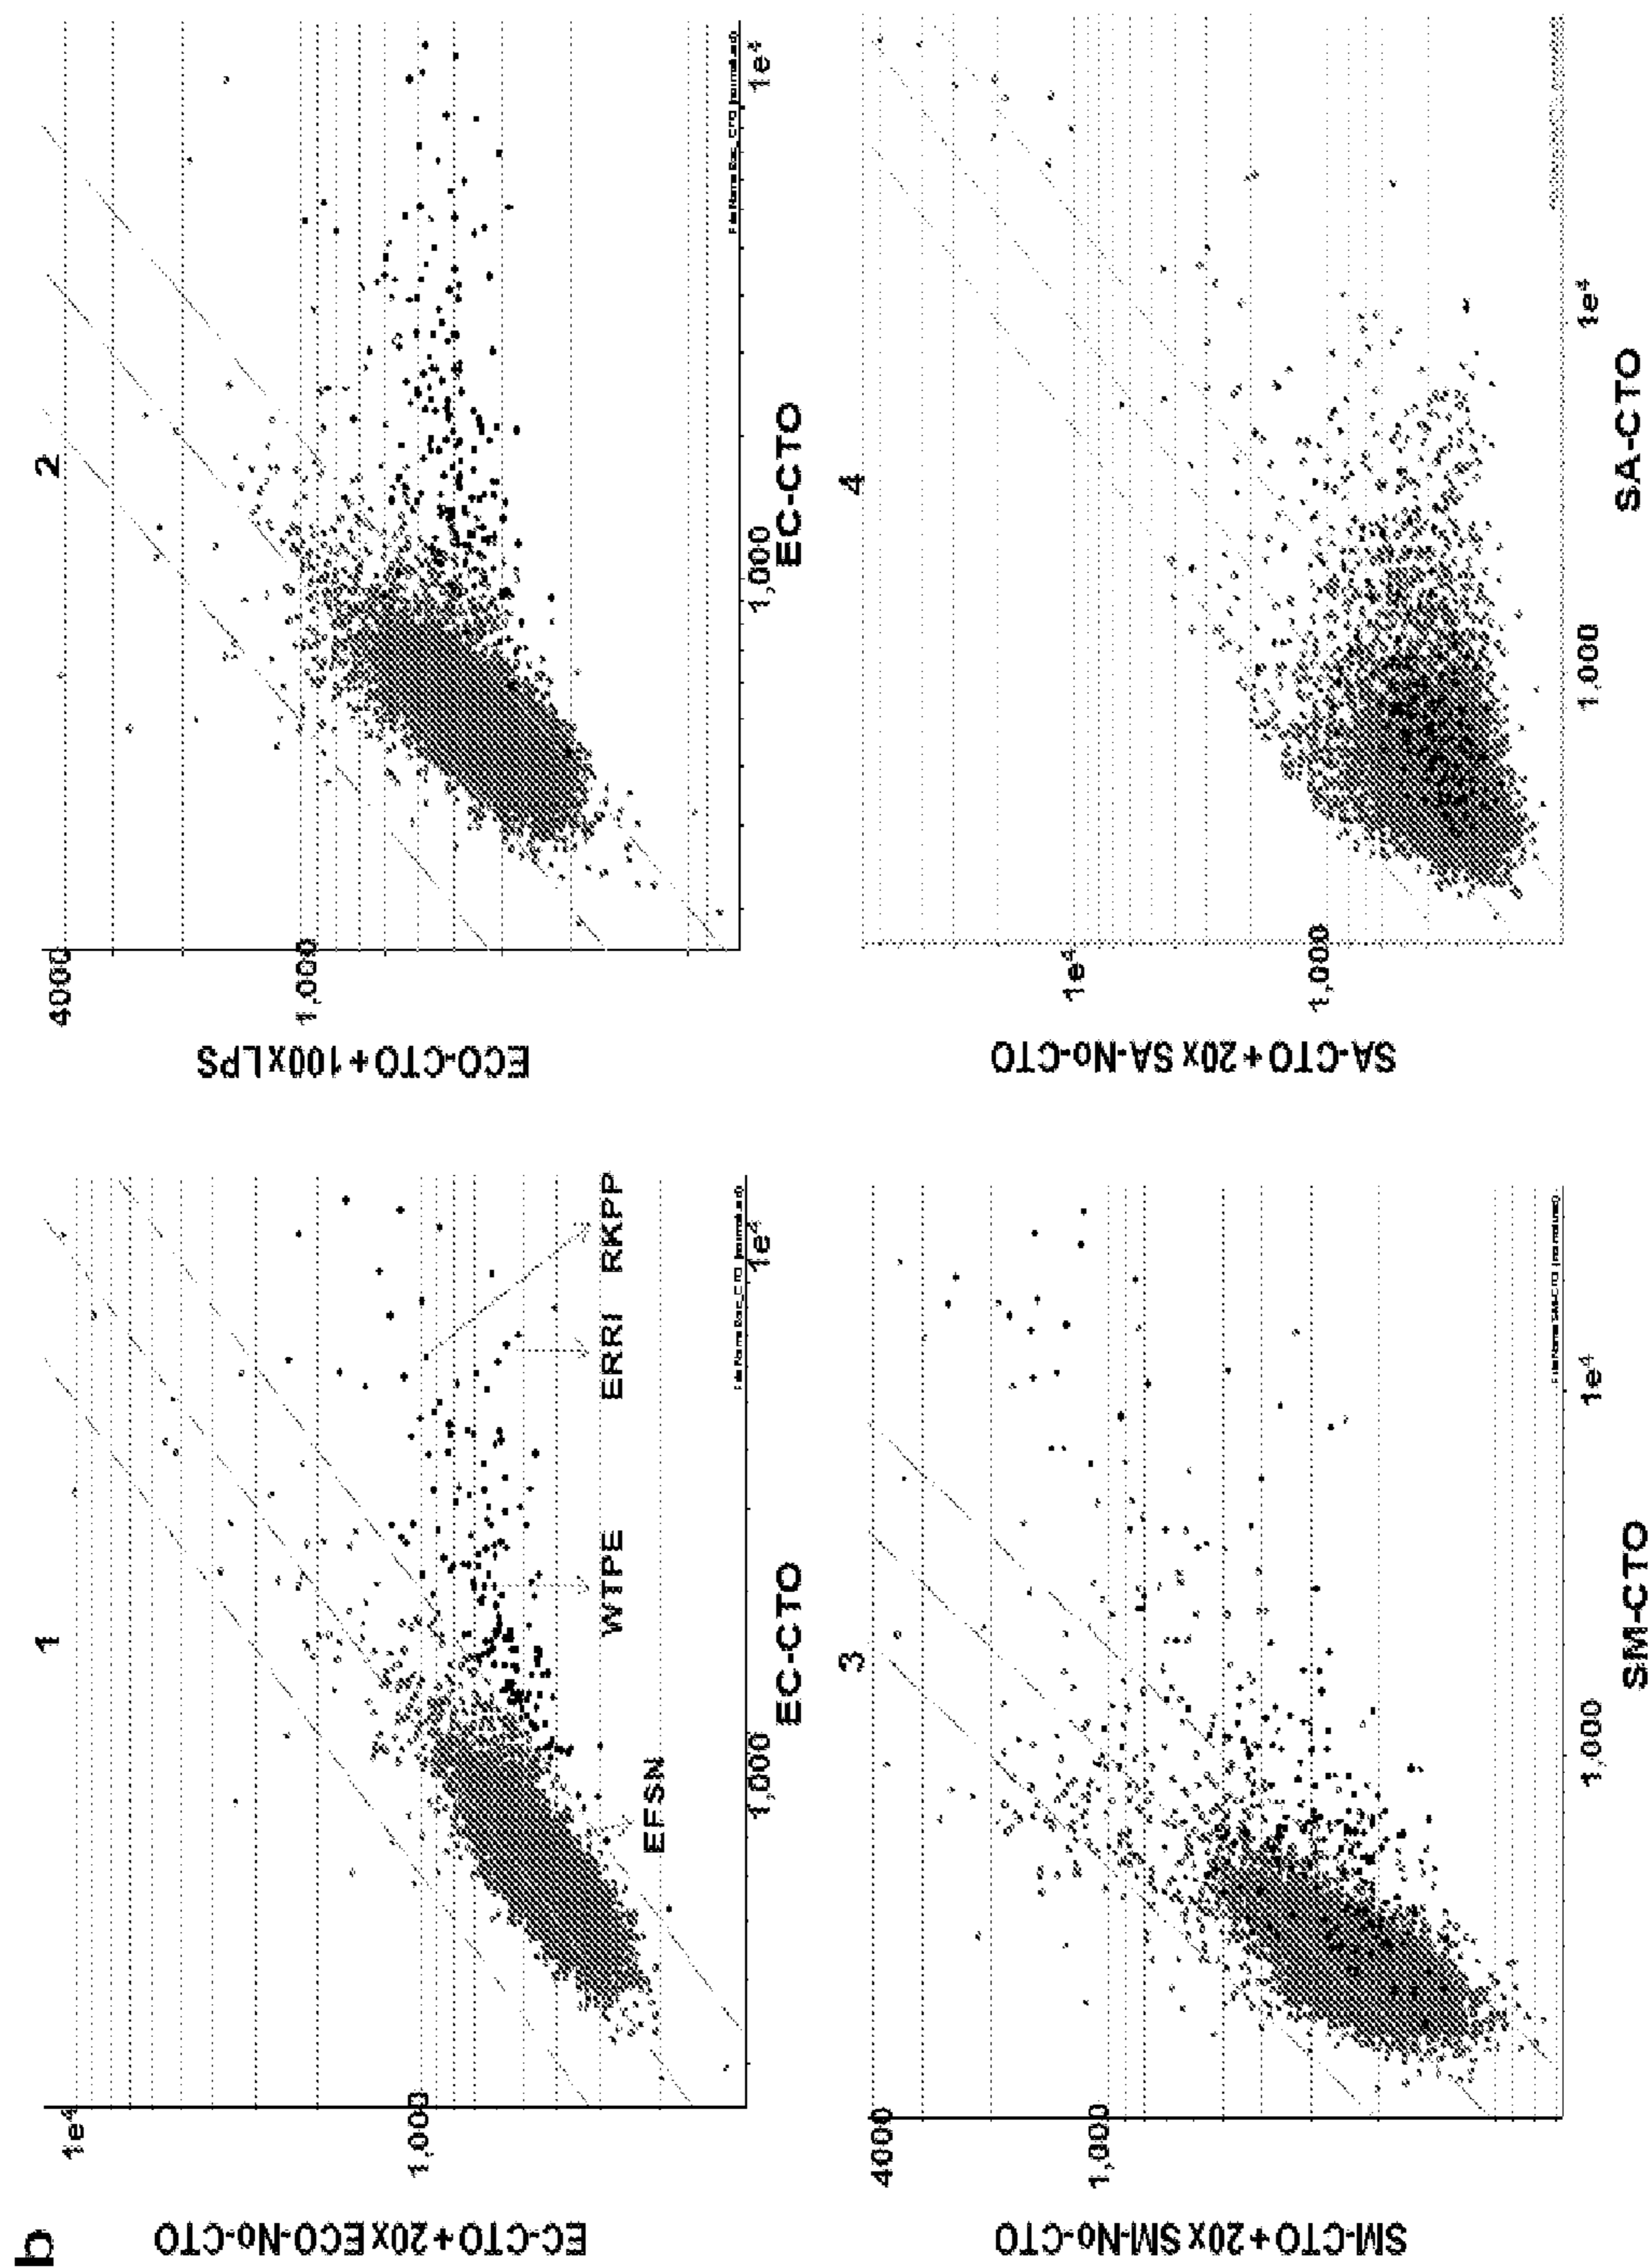 b
1
EC-CTO+20xECO-No-CTO
1e4
1,000
EFSN
WTPE
ERRI
RKPP
1,000
1e4
EC-CTO
2
ECO-CTO+100xLPS
4000
1,000
1,000
1e4
EC-CTO
3
SM-CTO+20x SM-No-CTO
4000
1,000
1,000
1e4
SM-CTO
4
SA-CTO+20x SA-No-CTO
1e4
1,000
1,000
1e4
SA-CTO